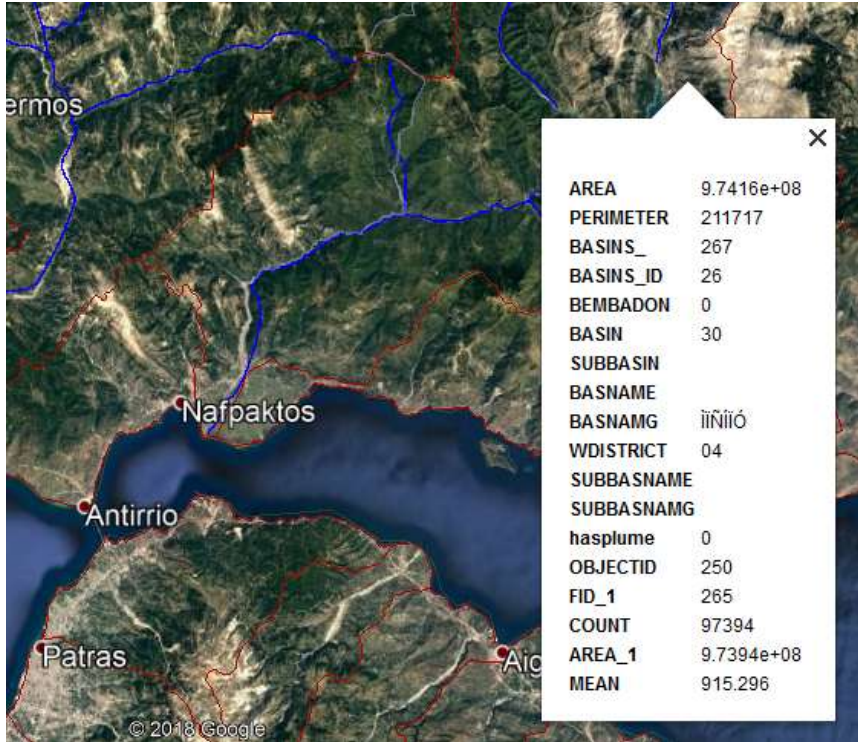 ermos
Nafpaktos
Antirrio
Patras
Aig
© 2018 Google
AREA 9.7416e+08
PERIMETER 211717
BASINS_ 267
BASINS_ID 26
BEMBADON 0
BASIN 30
SUBBASIN
BASNAME
BASNAMG ÌÏÑÍÏÓ
WDISTRICT 04
SUBBASNAME
SUBBASNAMG
hasplume 0
OBJECTID 250
FID_1 265
COUNT 97394
AREA_1 9.7394e+08
MEAN 915.296